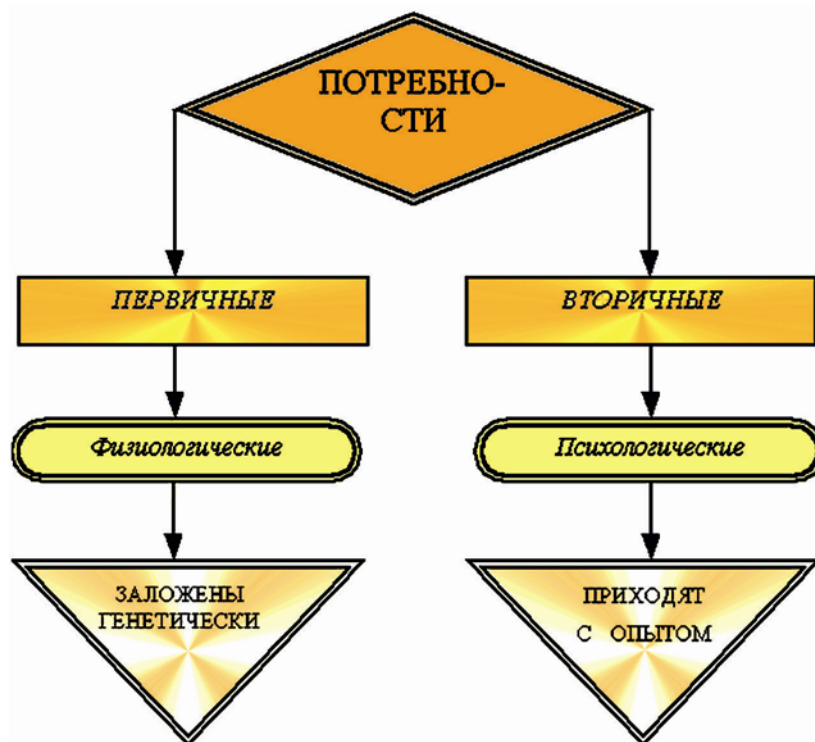 ПОТРЕБНО-
СТИ
ПЕРВИЧНЫЕ
ВТОРИЧНЫЕ
Физиологические
Психологические
ЗАЛОЖЕНЫ
ГЕНЕТИЧЕСКИ
ПРИХОДЯТ
С ОПЫТОМ